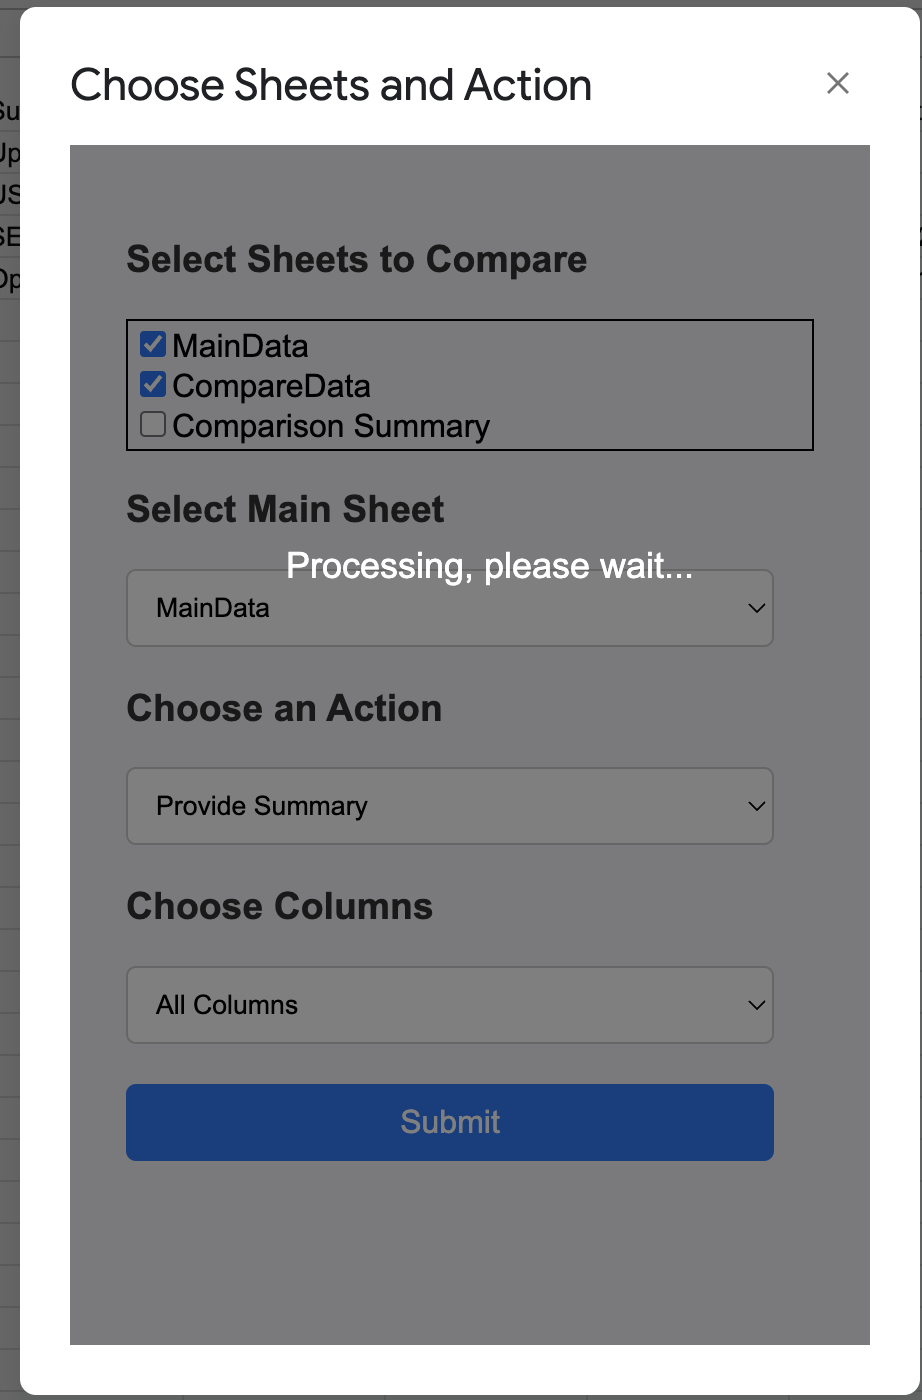 Choose Sheets and Action
Select Sheets to Compare
MainData
CompareData
Comparison Summary
Select Main Sheet
Processing, please wait...
MainData
Choose an Action
Provide Summary
Choose Columns
All Columns
Submit